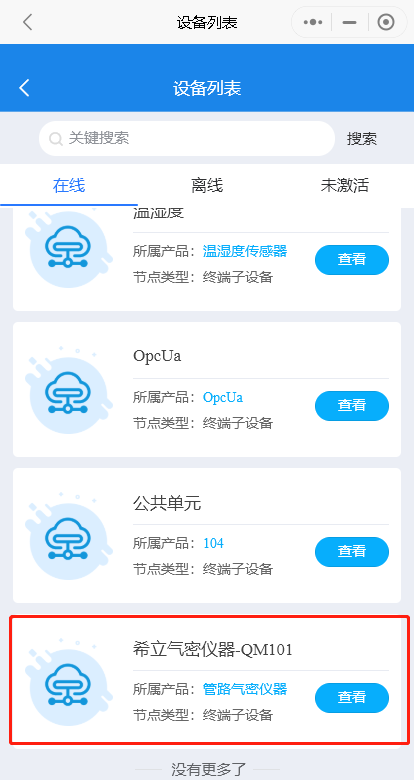 设备列表
设备列表
关键搜索
搜索
在线
离线
未激活
温湿度
所属产品：温湿度传感器
查看
节点类型：终端子设备
OpcUa
所属产品：OpcUa
查看
节点类型：终端子设备
公共单元
所属产品：104
查看
节点类型：终端子设备
希立气密仪器-QM101
所属产品：管路气密仪器
查看
节点类型：终端子设备
没有更多了